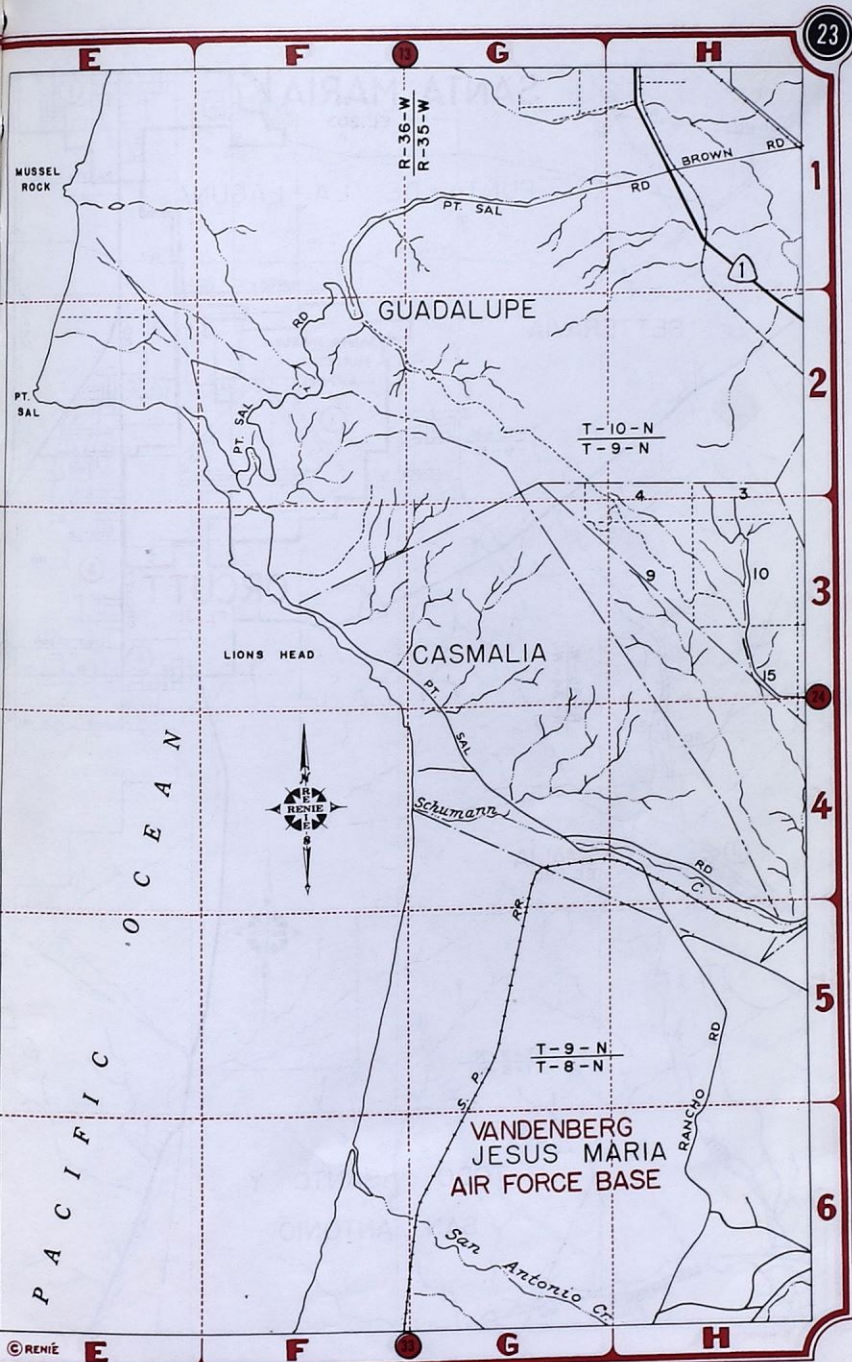 23
E F 13 G H
R-36-W
R-35-W
MUSSEL
ROCK
BROWN RD
1
PT. SAL RD
1
GUADALUPE
RD
2
PT.
SAL
PT. SAL
T-10-N
T-9-N
4 3
9 10
3
LIONS HEAD
CASMALIA
15
24
PT. SAL
RENIE
RENIE
N
S
4
Schumann
RD
C.
RR
5
T-9-N
T-8-N
S. P.
RD
RANCHO
VANDENBERG
JESUS MARIA
AIR FORCE BASE
6
San Antonio Cr.
PACIFIC OCEAN
© RENIÉ
E F 33 G H